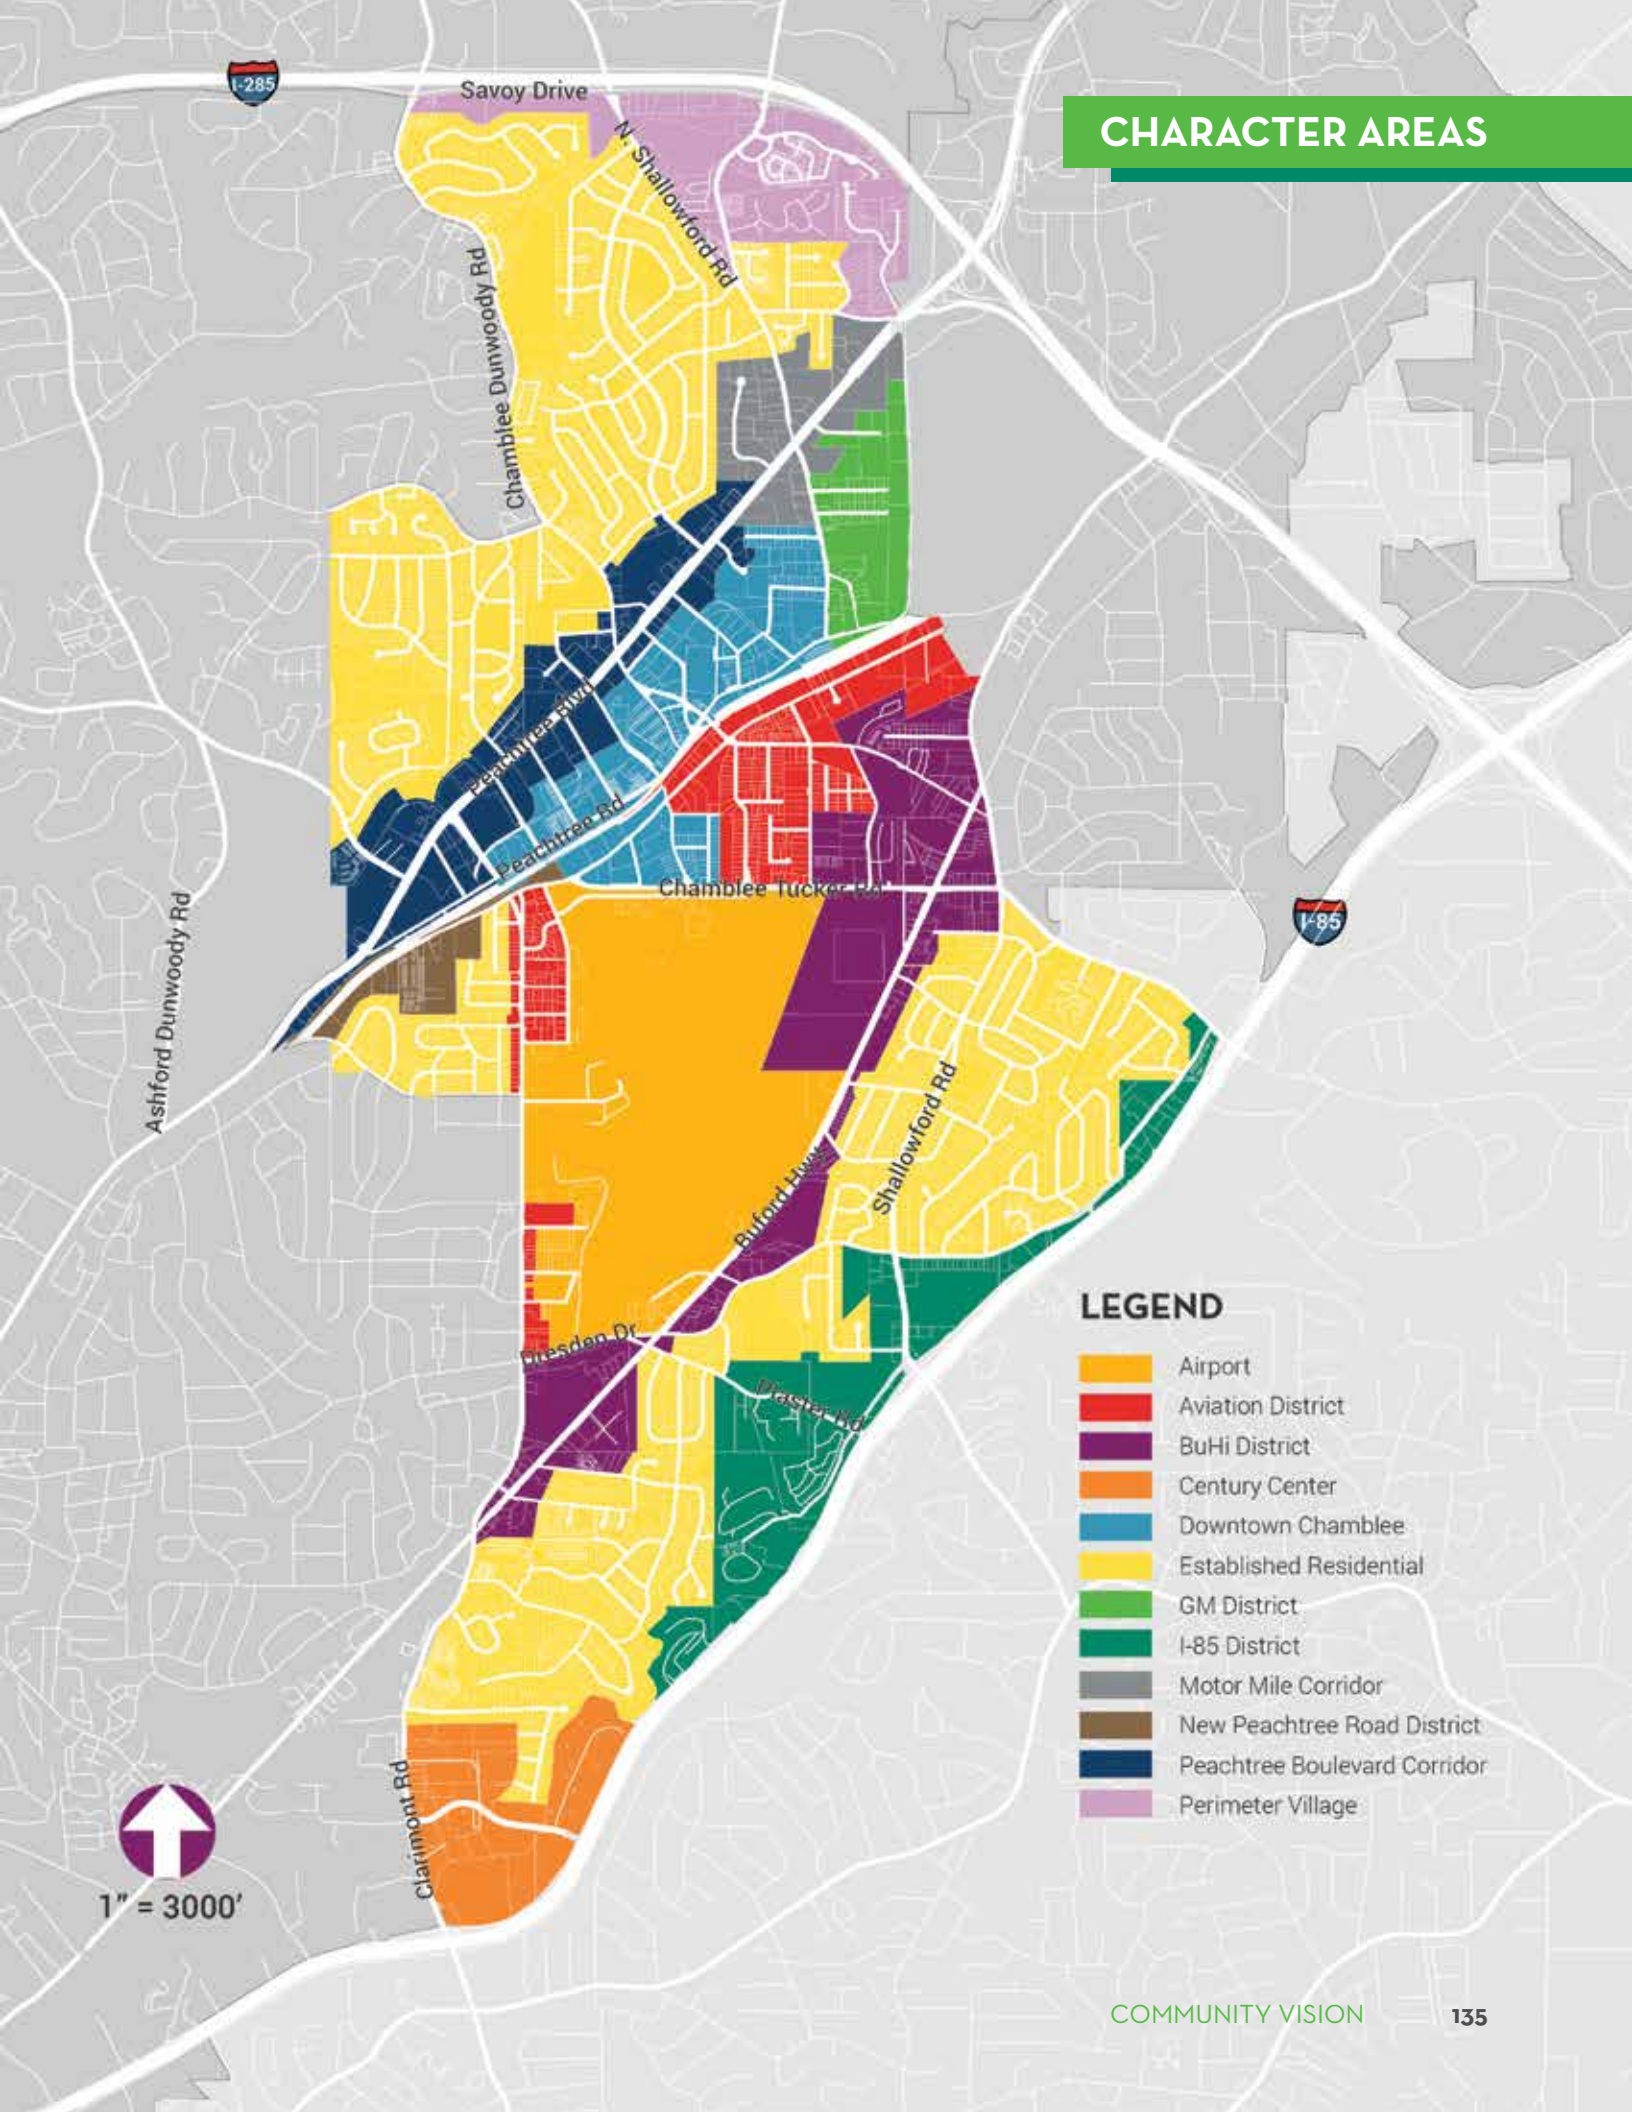 I-285
Savoy Drive
CHARACTER AREAS
N. Shallowford Rd
Chamblee Dunwoody Rd
Peachtree Blvd
Peachtree Rd
Chamblee Tucker Rd
Ashford Dunwoody Rd
I-85
Shallowford Rd
Buford Hwy
Dresden Dr
Plaster Rd
Clarimont Rd
LEGEND
Airport
Aviation District
BuHi District
Century Center
Downtown Chamblee
Established Residential
GM District
I-85 District
Motor Mile Corridor
New Peachtree Road District
Peachtree Boulevard Corridor
Perimeter Village
1" = 3000'
COMMUNITY VISION 135